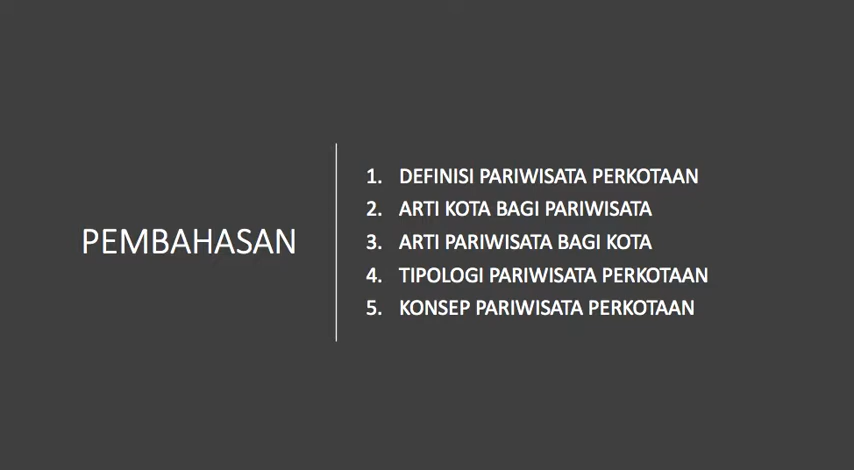 PEMBAHASAN
1. DEFINISI PARIWISATA PERKOTAAN
2. ARTI KOTA BAGI PARIWISATA
3. ARTI PARIWISATA BAGI KOTA
4. TIPOLOGI PARIWISATA PERKOTAAN
5. KONSEP PARIWISATA PERKOTAAN